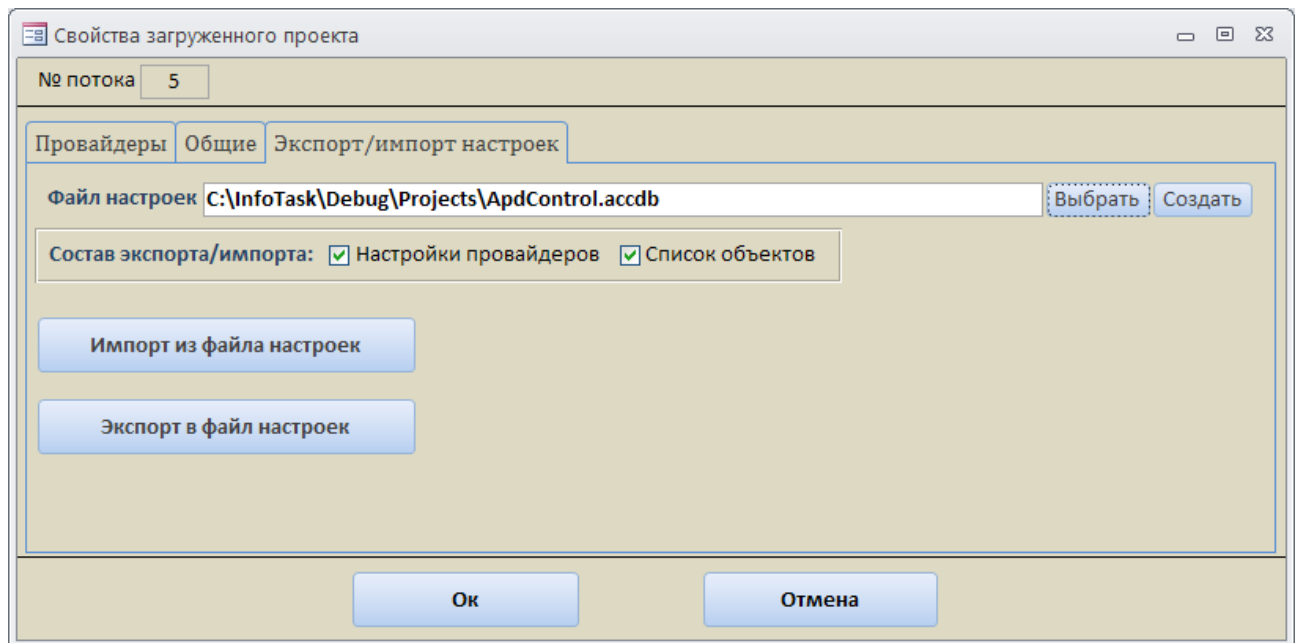 Свойства загруженного проекта
№ потока 5
Провайдеры Общие Экспорт/импорт настроек
Файл настроек C:\InfoTask\Debug\Projects\ApdControl.accdb Выбрать Создать
Состав экспорта/импорта: Настройки провайдеров Список объектов
Импорт из файла настроек
Экспорт в файл настроек
Ок Отмена